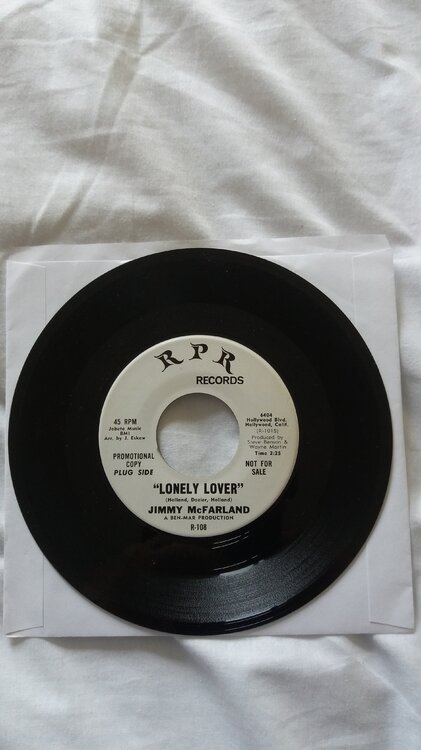 RPR
RECORDS
45 RPM
Jobete Music
BMI
Arr. by J. Eskew
6404
Hollywood Blvd.
Hollywood, Calif.
(R-1015)
Produced by
Steve Benson &
Wayne Martin
Time 2:25
PROMOTIONAL
COPY
PLUG SIDE
NOT FOR
SALE
"LONELY LOVER"
(Holland, Dozier, Holland)
JIMMY McFARLAND
A BEN-MAR PRODUCTION
R-108